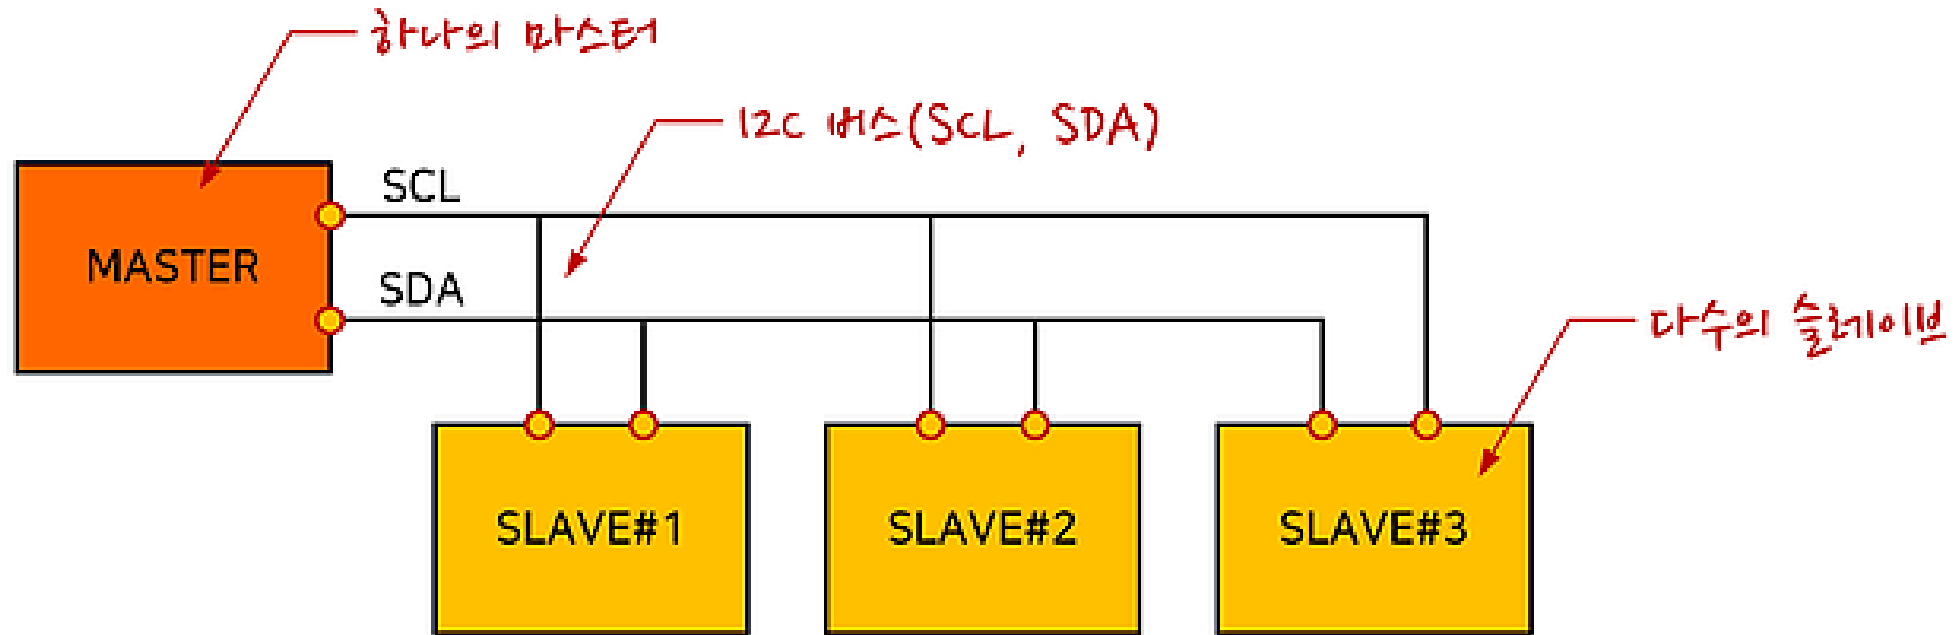 하나의 마스터
I2C 버스(SCL, SDA)
SCL
MASTER
SDA
다수의 슬레이브
SLAVE#1
SLAVE#2
SLAVE#3